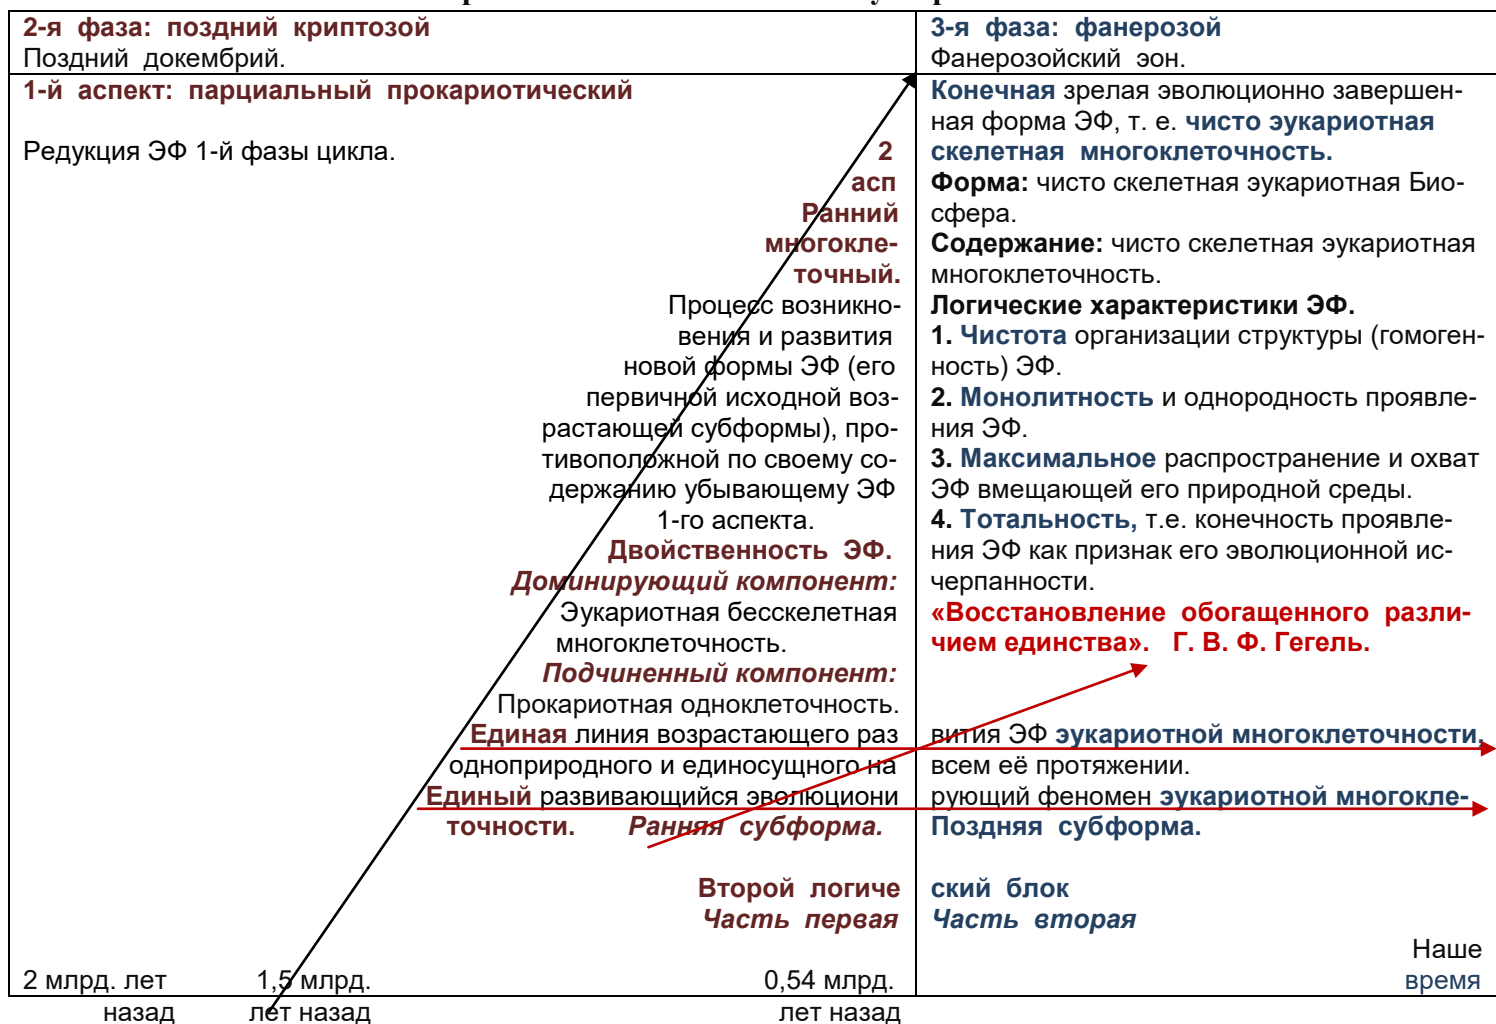 2-я фаза: поздний криптозой
Поздний докембрий.
1-й аспект: парциальный прокариотический
Редукция ЭФ 1-й фазы цикла.
2
асп
Ранний
многокле-
точный.
Процесс возникно-
вения и развития
новой формы ЭФ (его
первичной исходной воз-
растающей субформы), про-
тивоположной по своему со-
держанию убывающему ЭФ
1-го аспекта.
Двойственность ЭФ.
Доминирующий компонент:
Эукариотная бесскелетная
многоклеточность.
Подчиненный компонент:
Прокариотная одноклеточность.
Единая линия возрастающего раз
одноприродного и единосущного на
Единый развивающийся эволюциони
точности. Ранняя субформа.
Второй логиче
Часть первая
2 млрд. лет
назад
1,5 млрд.
лет назад
0,54 млрд.
лет назад
3-я фаза: фанерозой
Фанерозойский эон.
Конечная зрелая эволюционно завершен-
ная форма ЭФ, т. е. чисто эукариотная
скелетная многоклеточность.
Форма: чисто скелетная эукариотная Био-
сфера.
Содержание: чисто скелетная эукариотная
многоклеточность.
Логические характеристики ЭФ.
1. Чистота организации структуры (гомоген-
ность) ЭФ.
2. Монолитность и однородность проявле-
ния ЭФ.
3. Максимальное распространение и охват
ЭФ вмещающей его природной среды.
4. Тотальность, т.е. конечность проявле-
ния ЭФ как признак его эволюционной ис-
черпанности.
«Восстановление обогащенного разли-
чием единства». Г. В. Ф. Гегель.
вития ЭФ эукариотной многоклеточности,
всем её протяжении.
рующий феномен эукариотной многокле-
Поздняя субформа.
ский блок
Часть вторая
Наше
время